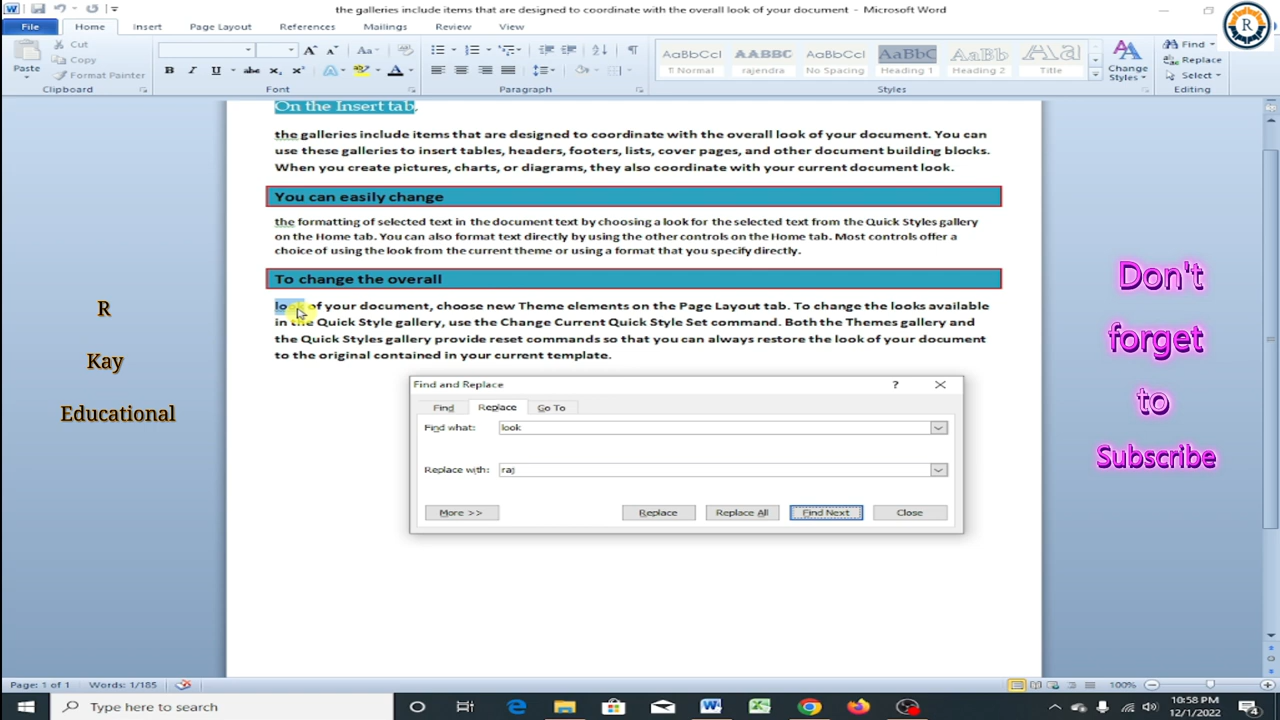 the galleries include items that are designed to coordinate with the overall look of your document - Microsoft Word
R
File Home Insert Page Layout References Mailings Review View
Paste
Cut
Copy
Format Painter
Clipboard
Font
Paragraph
AaBbCcI AABBC AaBbCcI AaBbC AaBb AaI
¶ Normal rajendra No Spacing Heading 1 Heading 2 Title
Change Styles
Styles
Find
Replace
Select
Editing
On the Insert tab,
the galleries include items that are designed to coordinate with the overall look of your document. You can
use these galleries to insert tables, headers, footers, lists, cover pages, and other document building blocks.
When you create pictures, charts, or diagrams, they also coordinate with your current document look.
You can easily change
the formatting of selected text in the document text by choosing a look for the selected text from the Quick Styles gallery
on the Home tab. You can also format text directly by using the other controls on the Home tab. Most controls offer a
choice of using the look from the current theme or using a format that you specify directly.
To change the overall
look of your document, choose new Theme elements on the Page Layout tab. To change the looks available
in the Quick Style gallery, use the Change Current Quick Style Set command. Both the Themes gallery and
the Quick Styles gallery provide reset commands so that you can always restore the look of your document
to the original contained in your current template.
R
Kay
Educational
Don't
forget
to
Subscribe
Find and Replace
Find Replace Go To
Find what: look
Replace with: raj
More >> Replace Replace All Find Next Close
Page: 1 of 1 Words: 1/185 100%
Type here to search
10:58 PM
12/1/2022
4